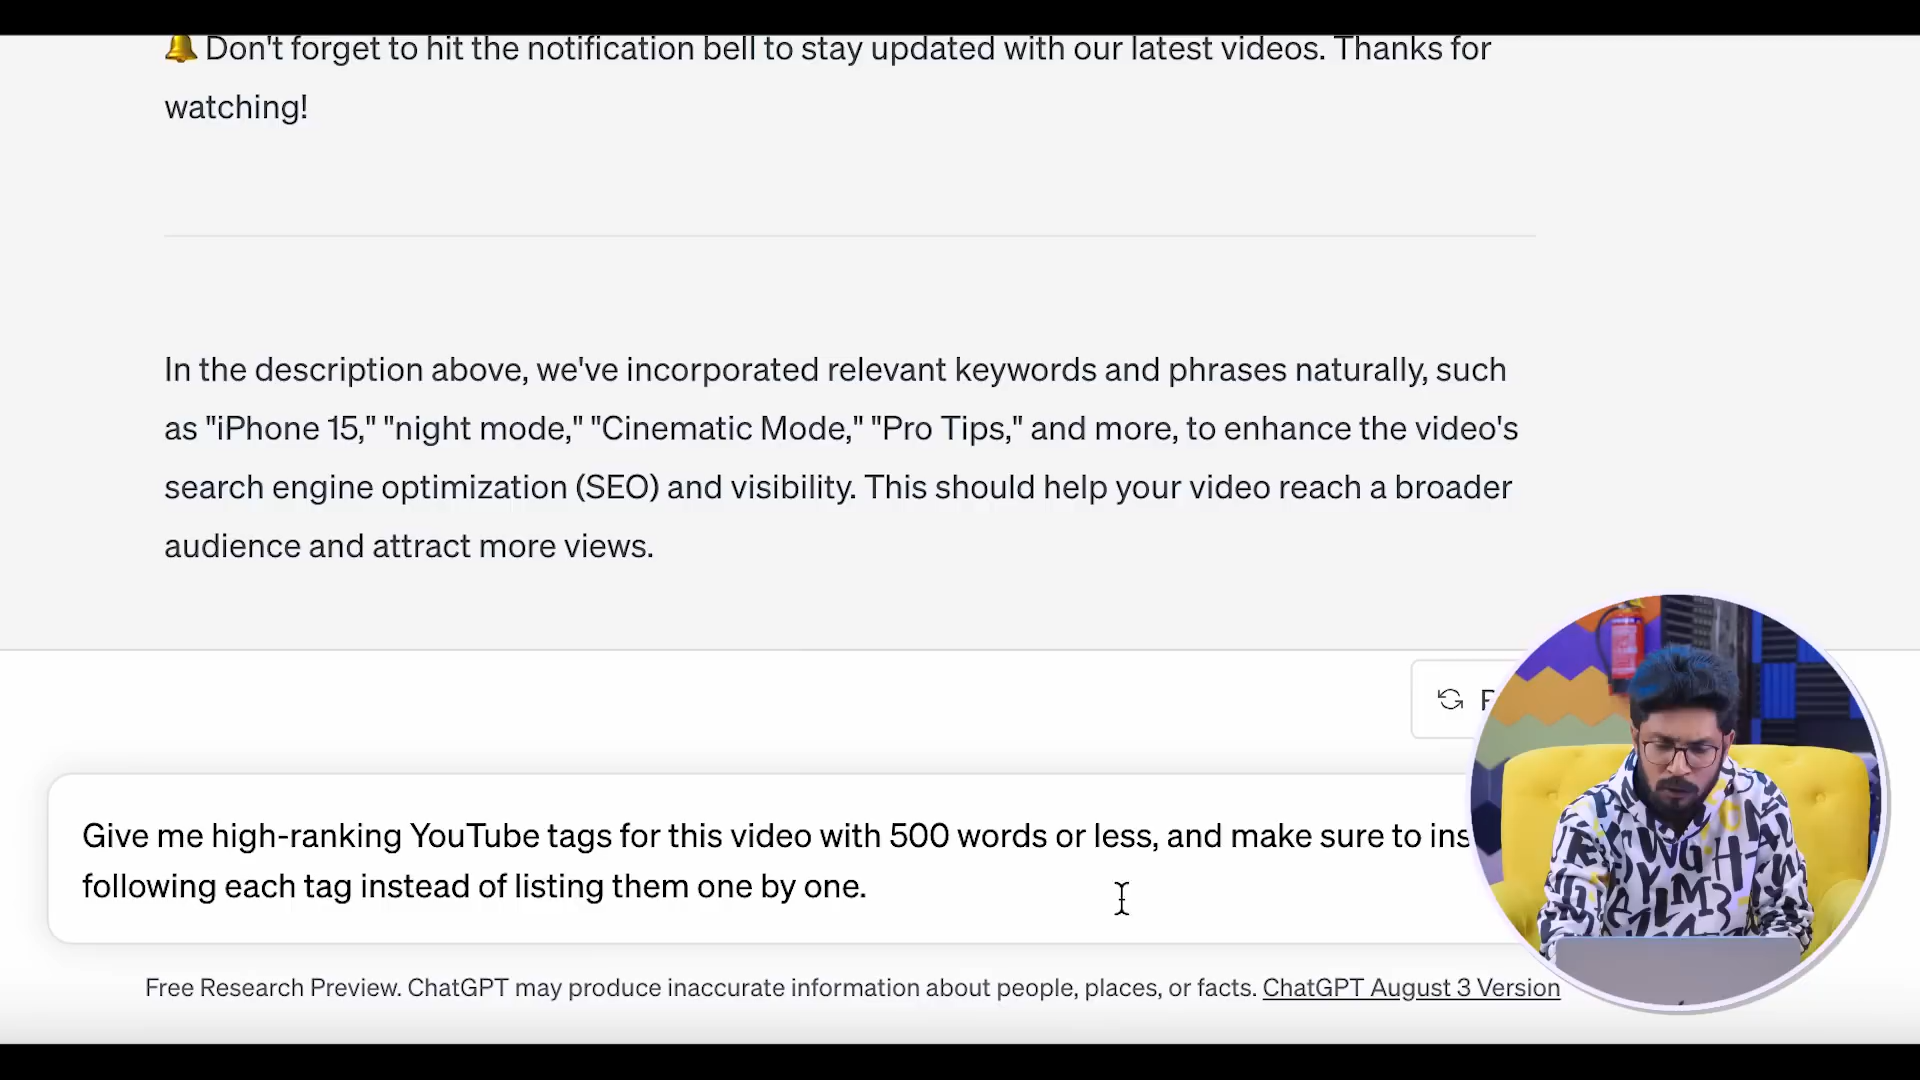 🔔 Don't forget to hit the notification bell to stay updated with our latest videos. Thanks for
watching!
In the description above, we've incorporated relevant keywords and phrases naturally, such
as "iPhone 15," "night mode," "Cinematic Mode," "Pro Tips," and more, to enhance the video's
search engine optimization (SEO) and visibility. This should help your video reach a broader
audience and attract more views.
Give me high-ranking YouTube tags for this video with 500 words or less, and make sure to
following each tag instead of listing them one by one.
Free Research Preview. ChatGPT may produce inaccurate information about people, places, or facts. ChatGPT August 3 Version